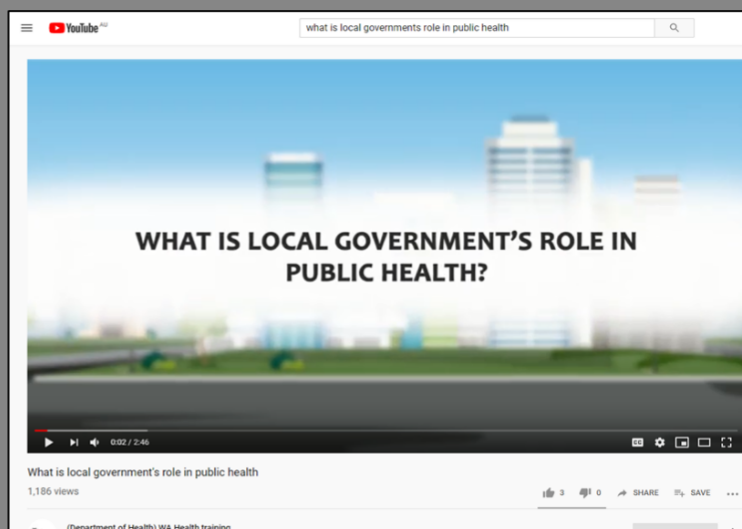 YouTube AU
what is local governments role in public health
WHAT IS LOCAL GOVERNMENT'S ROLE IN
PUBLIC HEALTH?
0:02 / 2:46
CC
What is local government's role in public health
1,186 views
3 0 SHARE SAVE
(Department of Health) WA Health training